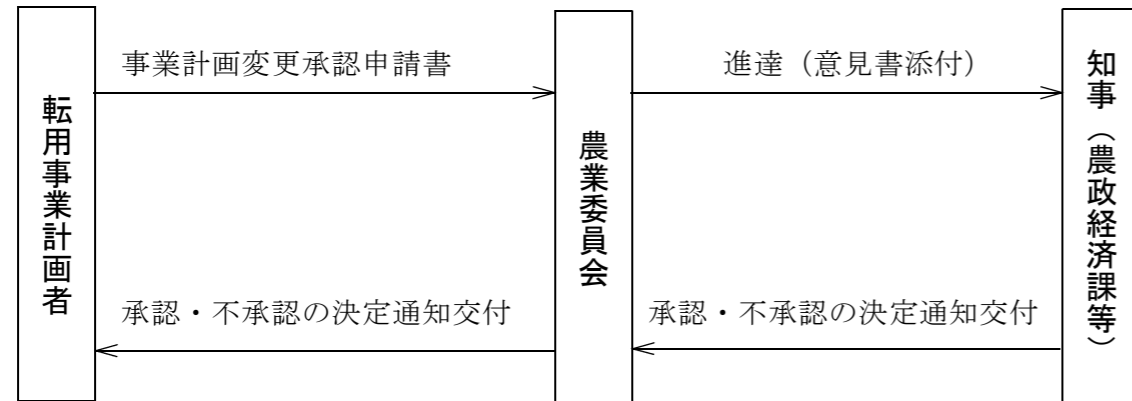 転用事業計画者
事業計画変更承認申請書
承認・不承認の決定通知交付
農業委員会
進達（意見書添付）
承認・不承認の決定通知交付
知事（農政経済課等）